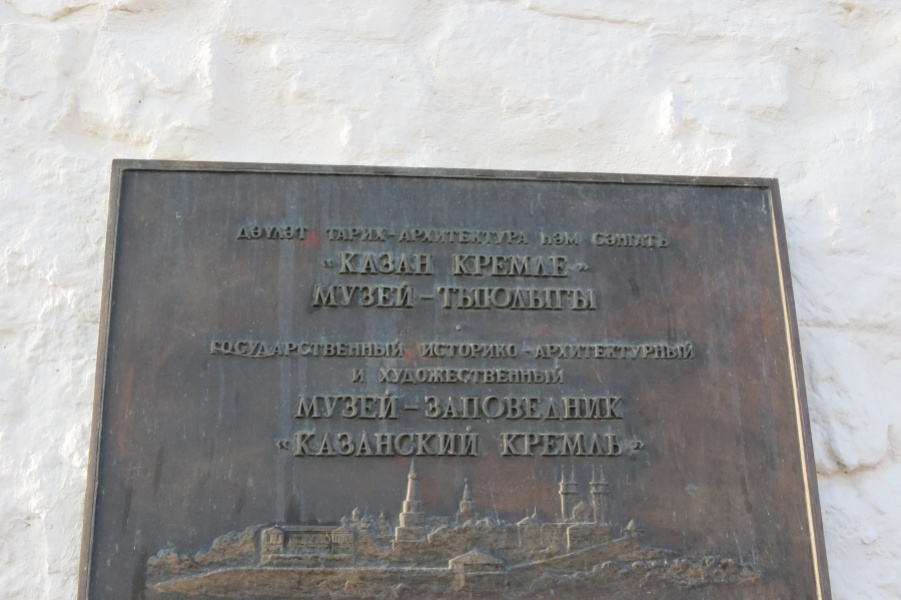 ДӘҮЛӘТ ТАРИХ-АРХИТЕКТУРА ҺӘМ СӘНГАТЬ
«КАЗАН КРЕМЛЕ»
МУЗЕЙ-ТЫЮЛЫГЫ
ГОСУДАРСТВЕННЫЙ ИСТОРИКО-АРХИТЕКТУРНЫЙ
И ХУДОЖЕСТВЕННЫЙ
МУЗЕЙ-ЗАПОВЕДНИК
«КАЗАНСКИЙ КРЕМЛЬ»